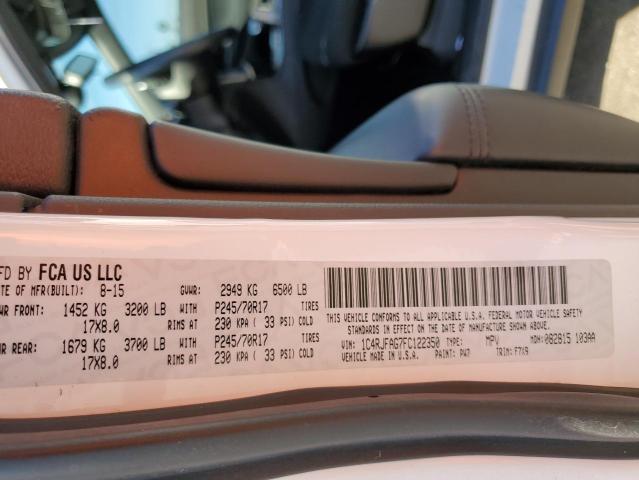 FD BY FCA US LLC
TE OF MFR(BUILT): 8-15 GVWR: 2949 KG 6500 LB
WR FRONT: 1452 KG 3200 LB WITH P245/70R17 TIRES
17X8.0 RIMS AT 230 KPA ( 33 PSI) COLD
WR REAR: 1679 KG 3700 LB WITH P245/70R17 TIRES
17X8.0 RIMS AT 230 KPA ( 33 PSI) COLD
THIS VEHICLE CONFORMS TO ALL APPLICABLE U.S.A. FEDERAL MOTOR VEHICLE SAFETY
STANDARDS IN EFFECT ON THE DATE OF MANUFACTURE SHOWN ABOVE.
VIN: 1C4RJFAG7FC122350 TYPE: MPV MDH: 082815 103AA
MADE IN U.S.A. PAINT: PW7 TRIM: F7X9